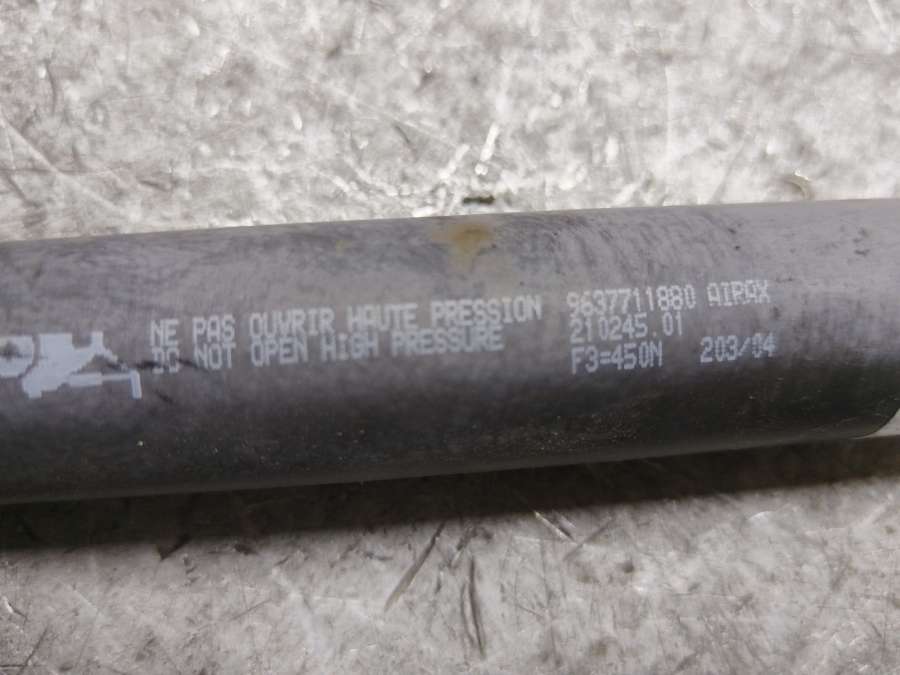 NE PAS OUVRIR HAUTE PRESSION
DO NOT OPEN HIGH PRESSURE
9637711880 AIRAX
210245.01
F3=450N 203/04